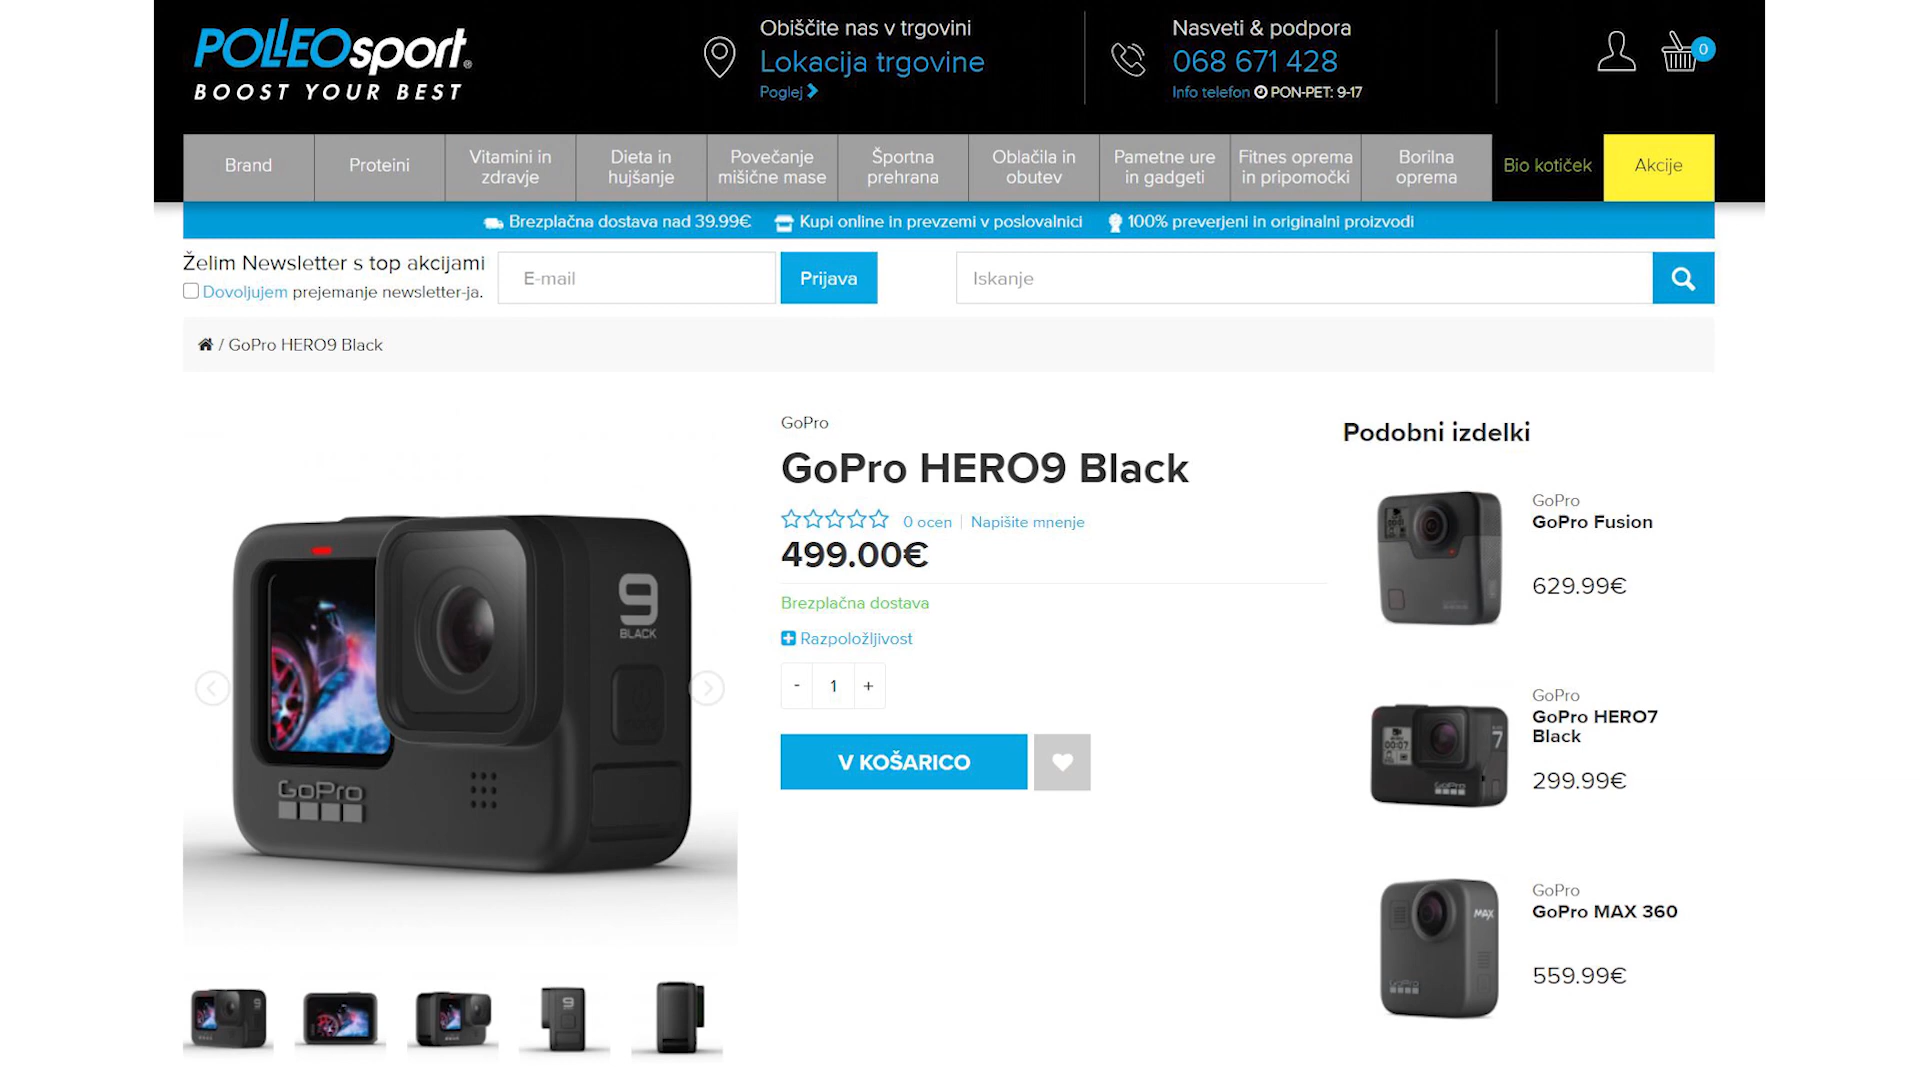 POLLEOsport®
BOOST YOUR BEST
Obiščite nas v trgovini
Lokacija trgovine
Poglej
Nasveti & podpora
068 671 428
Info telefon PON-PET: 9-17
0
Brand
Proteini
Vitamini in zdravje
Dieta in hujšanje
Povečanje mišične mase
Športna prehrana
Oblačila in obutev
Pametne ure in gadgeti
Fitnes oprema in pripomočki
Borilna oprema
Bio kotiček
Akcije
Brezplačna dostava nad 39.99€
Kupi online in prevzemi v poslovalnici
100% preverjeni in originalni proizvodi
Želim Newsletter s top akcijami
Dovoljujem prejemanje newsletter-ja.
E-mail
Prijava
Iskanje
/ GoPro HERO9 Black
9
BLACK
GoPro
GoPro
GoPro HERO9 Black
0 ocen | Napišite mnenje
499.00€
Brezplačna dostava
Razpoložljivost
- 1 +
V KOŠARICO
Podobni izdelki
GoPro
GoPro Fusion
629.99€
7
GoPro
GoPro
GoPro HERO7
Black
299.99€
MAX
GoPro
GoPro MAX 360
559.99€
9
9